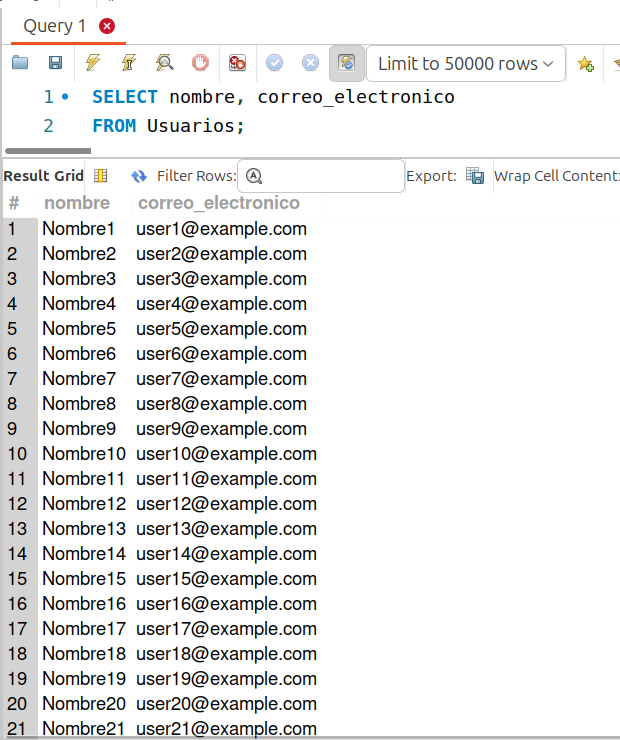 Query 1
Limit to 50000 rows
1 SELECT nombre, correo_electronico
2 FROM Usuarios;
Result Grid Filter Rows: Export: Wrap Cell Content:
# nombre correo_electronico
1 Nombre1 user1@example.com
2 Nombre2 user2@example.com
3 Nombre3 user3@example.com
4 Nombre4 user4@example.com
5 Nombre5 user5@example.com
6 Nombre6 user6@example.com
7 Nombre7 user7@example.com
8 Nombre8 user8@example.com
9 Nombre9 user9@example.com
10 Nombre10 user10@example.com
11 Nombre11 user11@example.com
12 Nombre12 user12@example.com
13 Nombre13 user13@example.com
14 Nombre14 user14@example.com
15 Nombre15 user15@example.com
16 Nombre16 user16@example.com
17 Nombre17 user17@example.com
18 Nombre18 user18@example.com
19 Nombre19 user19@example.com
20 Nombre20 user20@example.com
21 Nombre21 user21@example.com